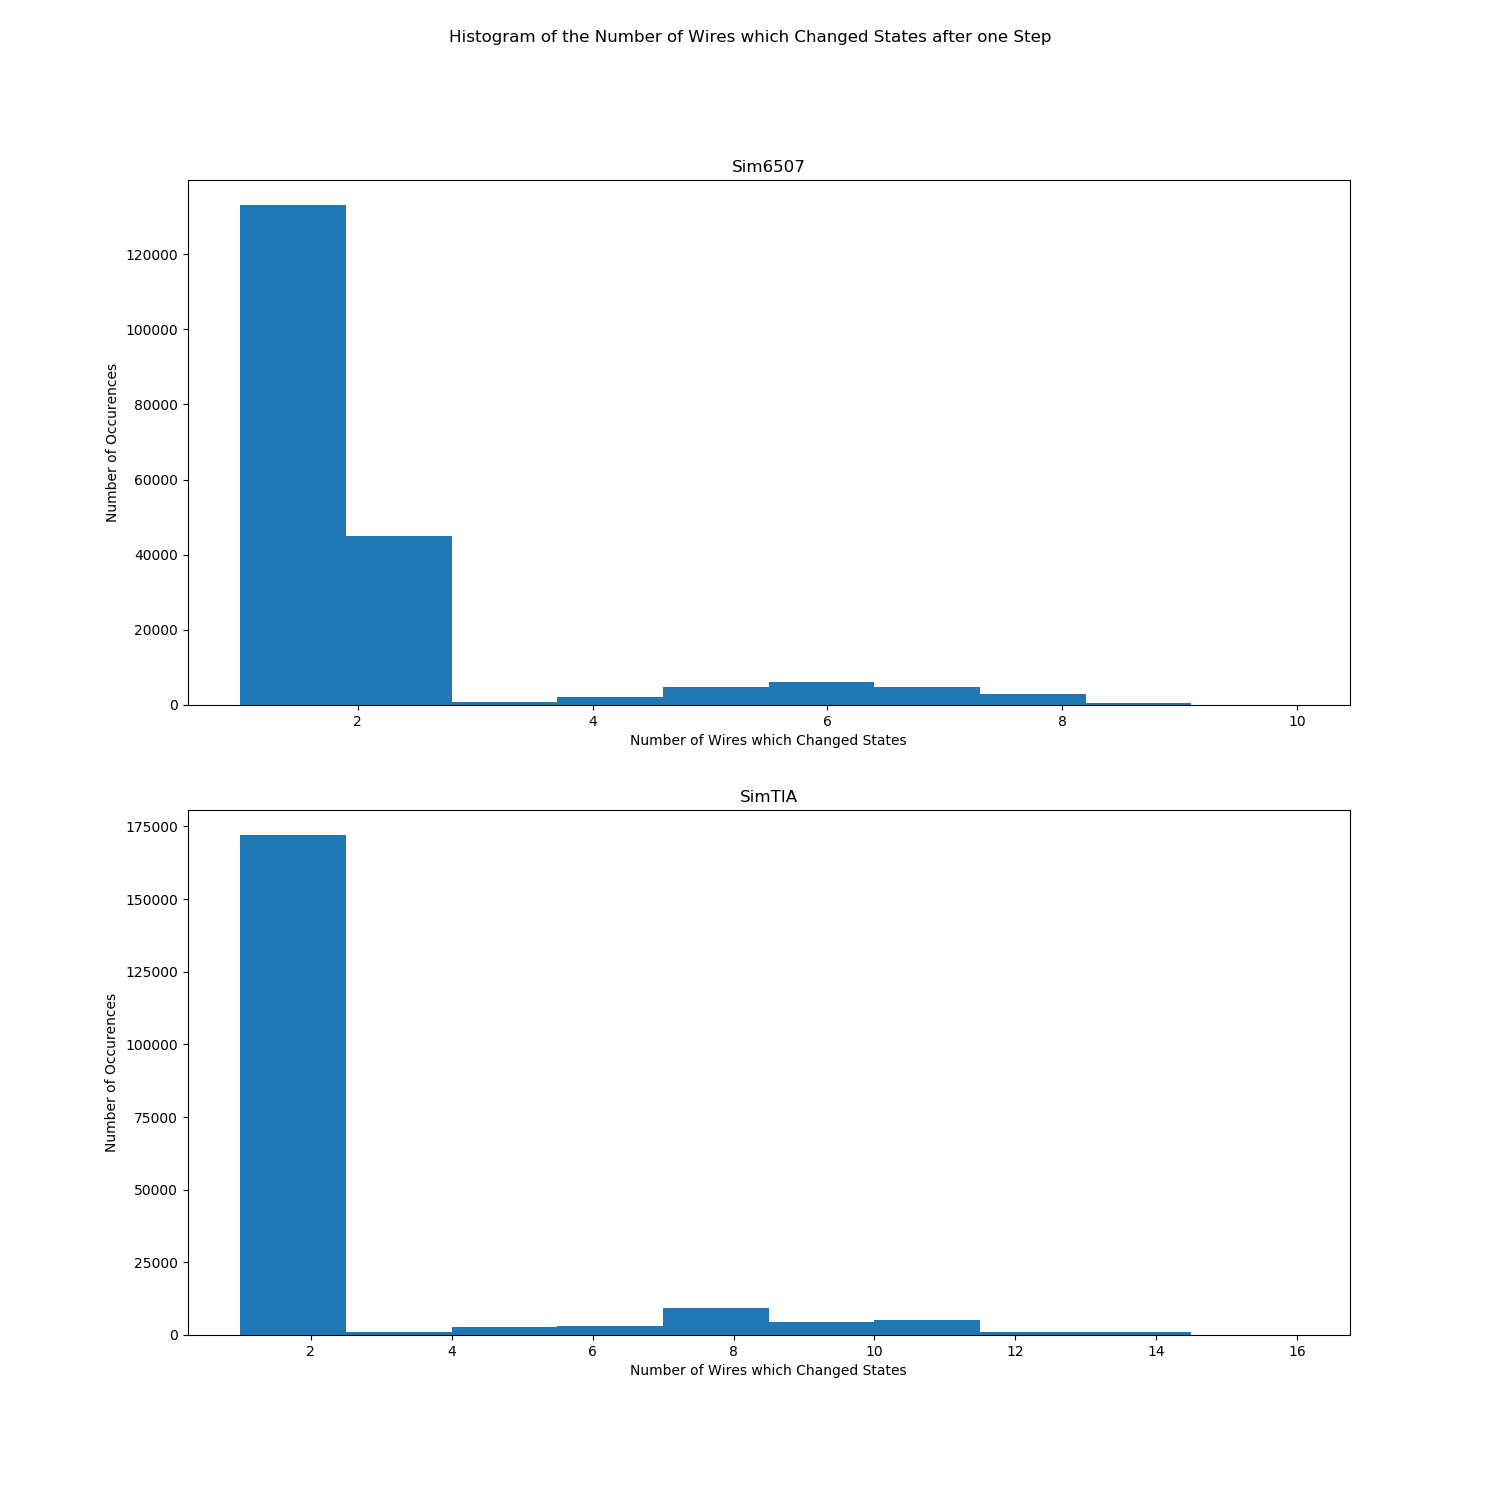 Histogram of the Number of Wires which Changed States after one Step
Sim6507
120000
100000
80000
60000
40000
20000
0
Number of Occurences
2 4 6 8 10
Number of Wires which Changed States
SimTIA
175000
150000
125000
100000
75000
50000
25000
0
Number of Occurences
2 4 6 8 10 12 14 16
Number of Wires which Changed States